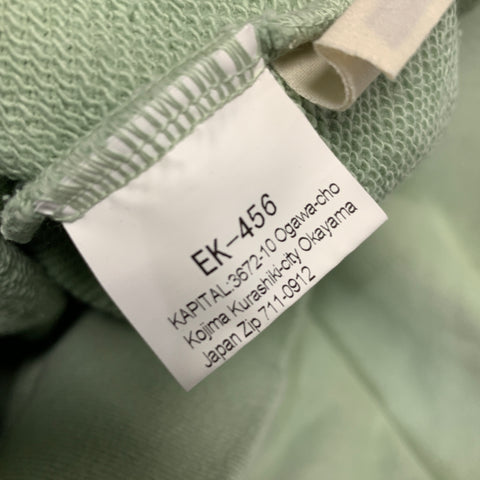 EK-456
KAPITAL:3672-10 Ogawa-cho
Kojima Kurashiki-city Okayama
Japan Zip 711-0912